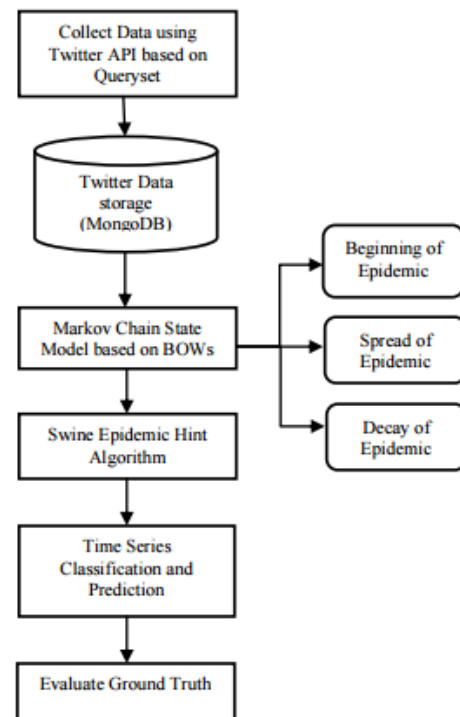 Collect Data using
Twitter API based on
Queryset
Twitter Data
storage
(MongoDB)
Beginning of
Epidemic
Markov Chain State
Model based on BOWs
Spread of
Epidemic
Decay of
Epidemic
Swine Epidemic Hint
Algorithm
Time Series
Classification and
Prediction
Evaluate Ground Truth